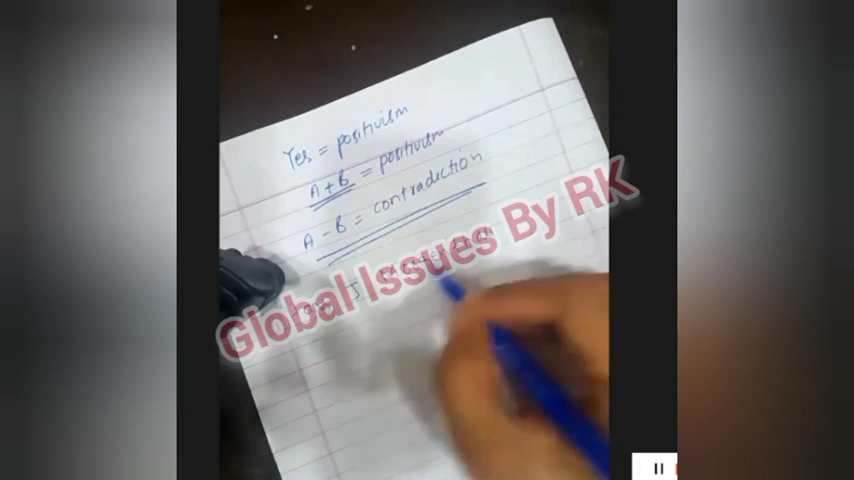 Yes = positivism
A + B = positivism
A - B = contradiction
Global Issues By RK